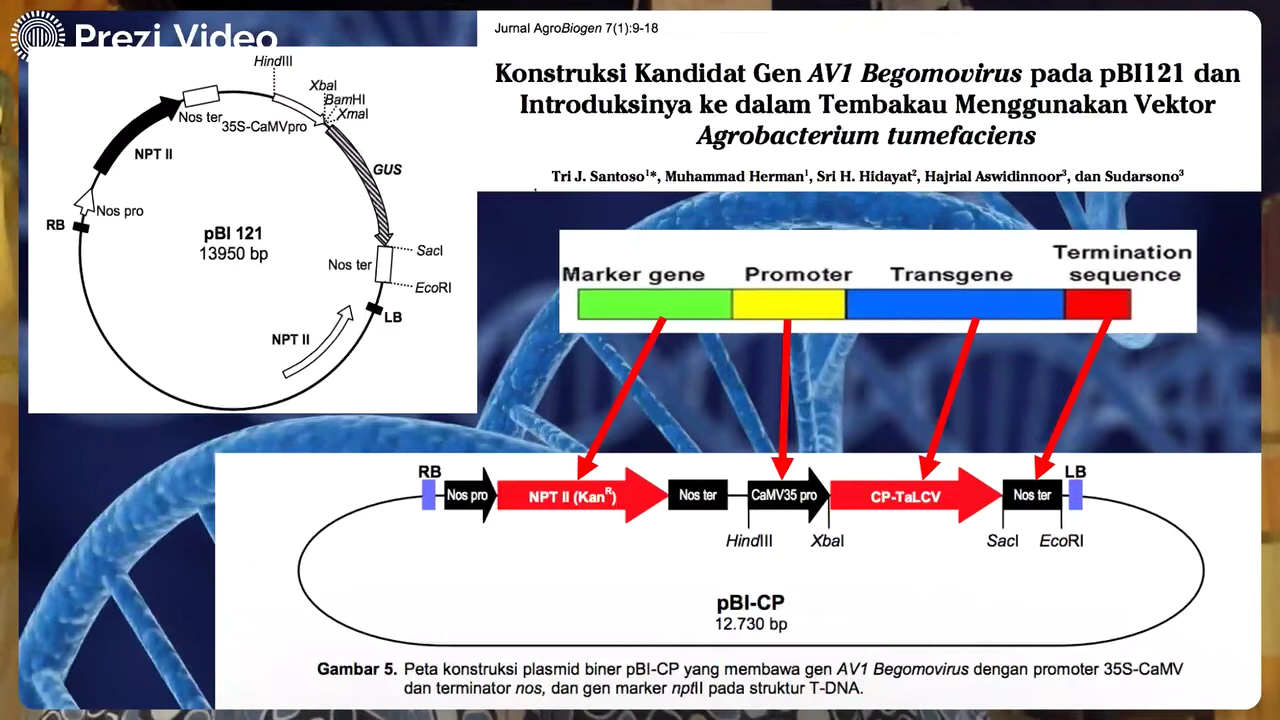 Prezi Video
HindIII
XbaI
BamHI
XmaI
Nos ter
35S-CaMVpro
NPT II
GUS
Nos pro
RB
pBI 121
13950 bp
SacI
Nos ter
EcoRI
LB
NPT II
Jurnal AgroBiogen 7(1):9-18
Konstruksi Kandidat Gen AV1 Begomovirus pada pBI121 dan
Introduksinya ke dalam Tembakau Menggunakan Vektor
Agrobacterium tumefaciens
Tri J. Santoso¹*, Muhammad Herman¹, Sri H. Hidayat², Hajrial Aswidinnoor³, dan Sudarsono³
Marker gene Promoter Transgene Termination
sequence
RB LB
Nos pro NPT II (Kanᴿ) Nos ter CaMV35 pro CP-TaLCV Nos ter
HindIII XbaI SacI EcoRI
pBI-CP
12.730 bp
Gambar 5. Peta konstruksi plasmid biner pBI-CP yang membawa gen AV1 Begomovirus dengan promoter 35S-CaMV
dan terminator nos, dan gen marker nptII pada struktur T-DNA.